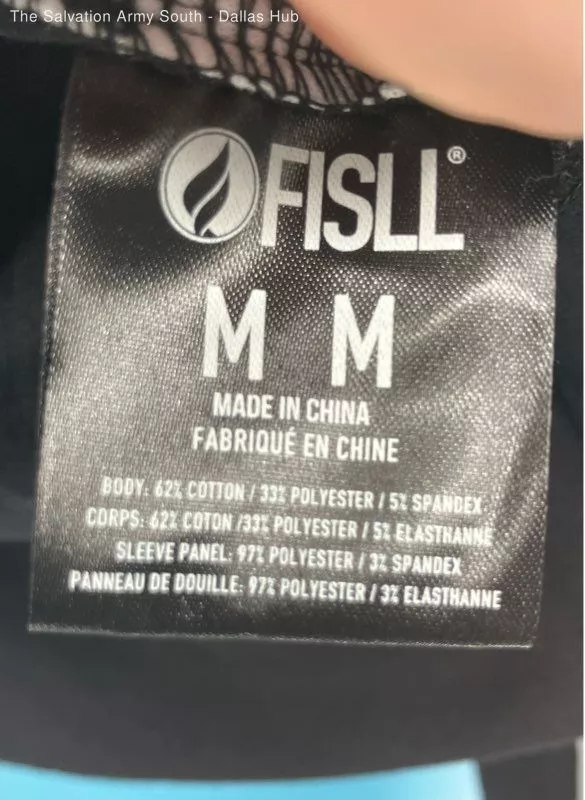 The Salvation Army South - Dallas Hub
FISLL®
M M
MADE IN CHINA
FABRIQUÉ EN CHINE
BODY: 62% COTTON / 33% POLYESTER / 5% SPANDEX
CORPS: 62% COTON /33% POLYESTER / 5% ELASTHANNE
SLEEVE PANEL: 97% POLYESTER / 3% SPANDEX
PANNEAU DE DOUILLE: 97% POLYESTER / 3% ELASTHANNE